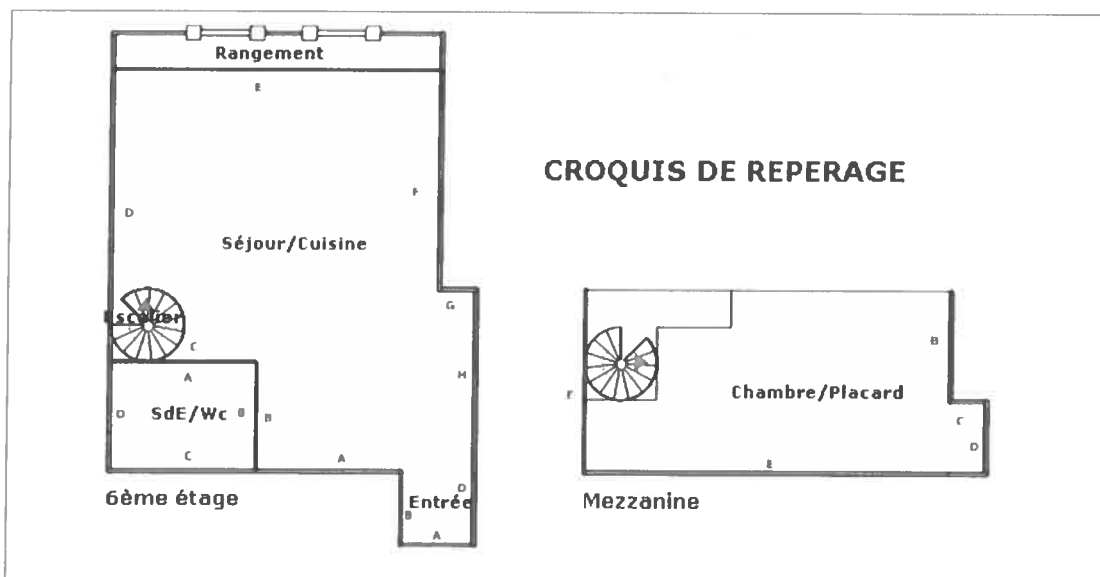 Rangement
E
CROQUIS DE REPERAGE
F
D
Séjour/Cuisine
G
Escalier
C
A
H
B
D
SdE/Wc
B
B
Chambre/Placard
F
C
C
A
D
E
D
6ème étage
Entrée
B
A
Mezzanine